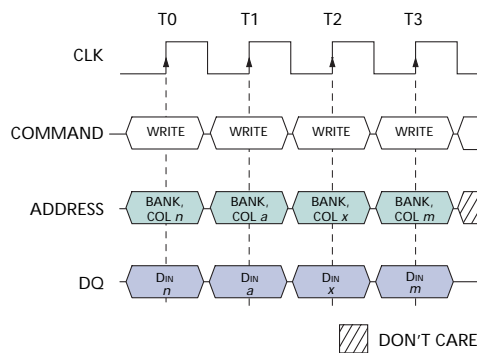 T0 T1 T2 T3
CLK
COMMAND WRITE WRITE WRITE WRITE
ADDRESS BANK, COL n BANK, COL a BANK, COL x BANK, COL m
DQ DIN n DIN a DIN x DIN m
DON'T CARE